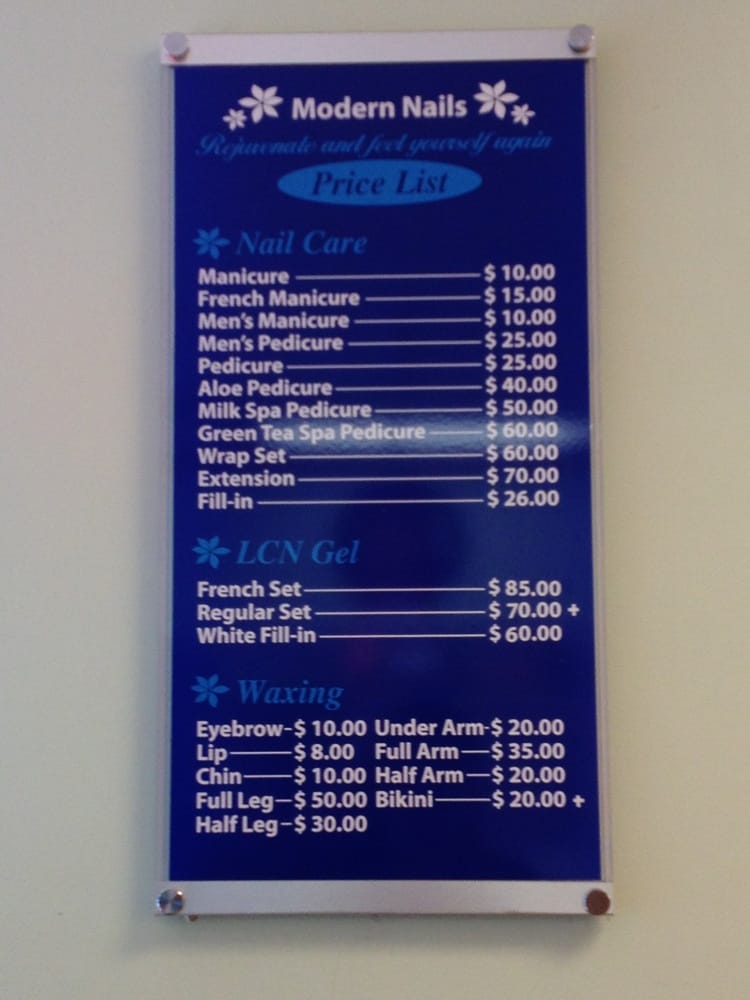 Modern Nails
Rejuvenate and feel yourself again
Price List
Nail Care
Manicure $ 10.00
French Manicure $ 15.00
Men's Manicure $ 10.00
Men's Pedicure $ 25.00
Pedicure $ 25.00
Aloe Pedicure $ 40.00
Milk Spa Pedicure $ 50.00
Green Tea Spa Pedicure $ 60.00
Wrap Set $ 60.00
Extension $ 70.00
Fill-in $ 26.00
LCN Gel
French Set $ 85.00
Regular Set $ 70.00 +
White Fill-in $ 60.00
Waxing
Eyebrow $ 10.00 Under Arm $ 20.00
Lip $ 8.00 Full Arm $ 35.00
Chin $ 10.00 Half Arm $ 20.00
Full Leg $ 50.00 Bikini $ 20.00 +
Half Leg $ 30.00